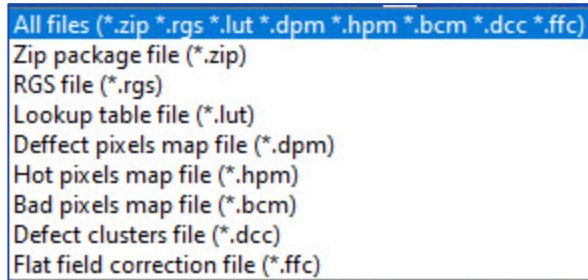 All files (*.zip *.rgs *.lut *.dpm *.hpm *.bcm *.dcc *.ffc)
Zip package file (*.zip)
RGS file (*.rgs)
Lookup table file (*.lut)
Deffect pixels map file (*.dpm)
Hot pixels map file (*.hpm)
Bad pixels map file (*.bcm)
Defect clusters file (*.dcc)
Flat field correction file (*.ffc)